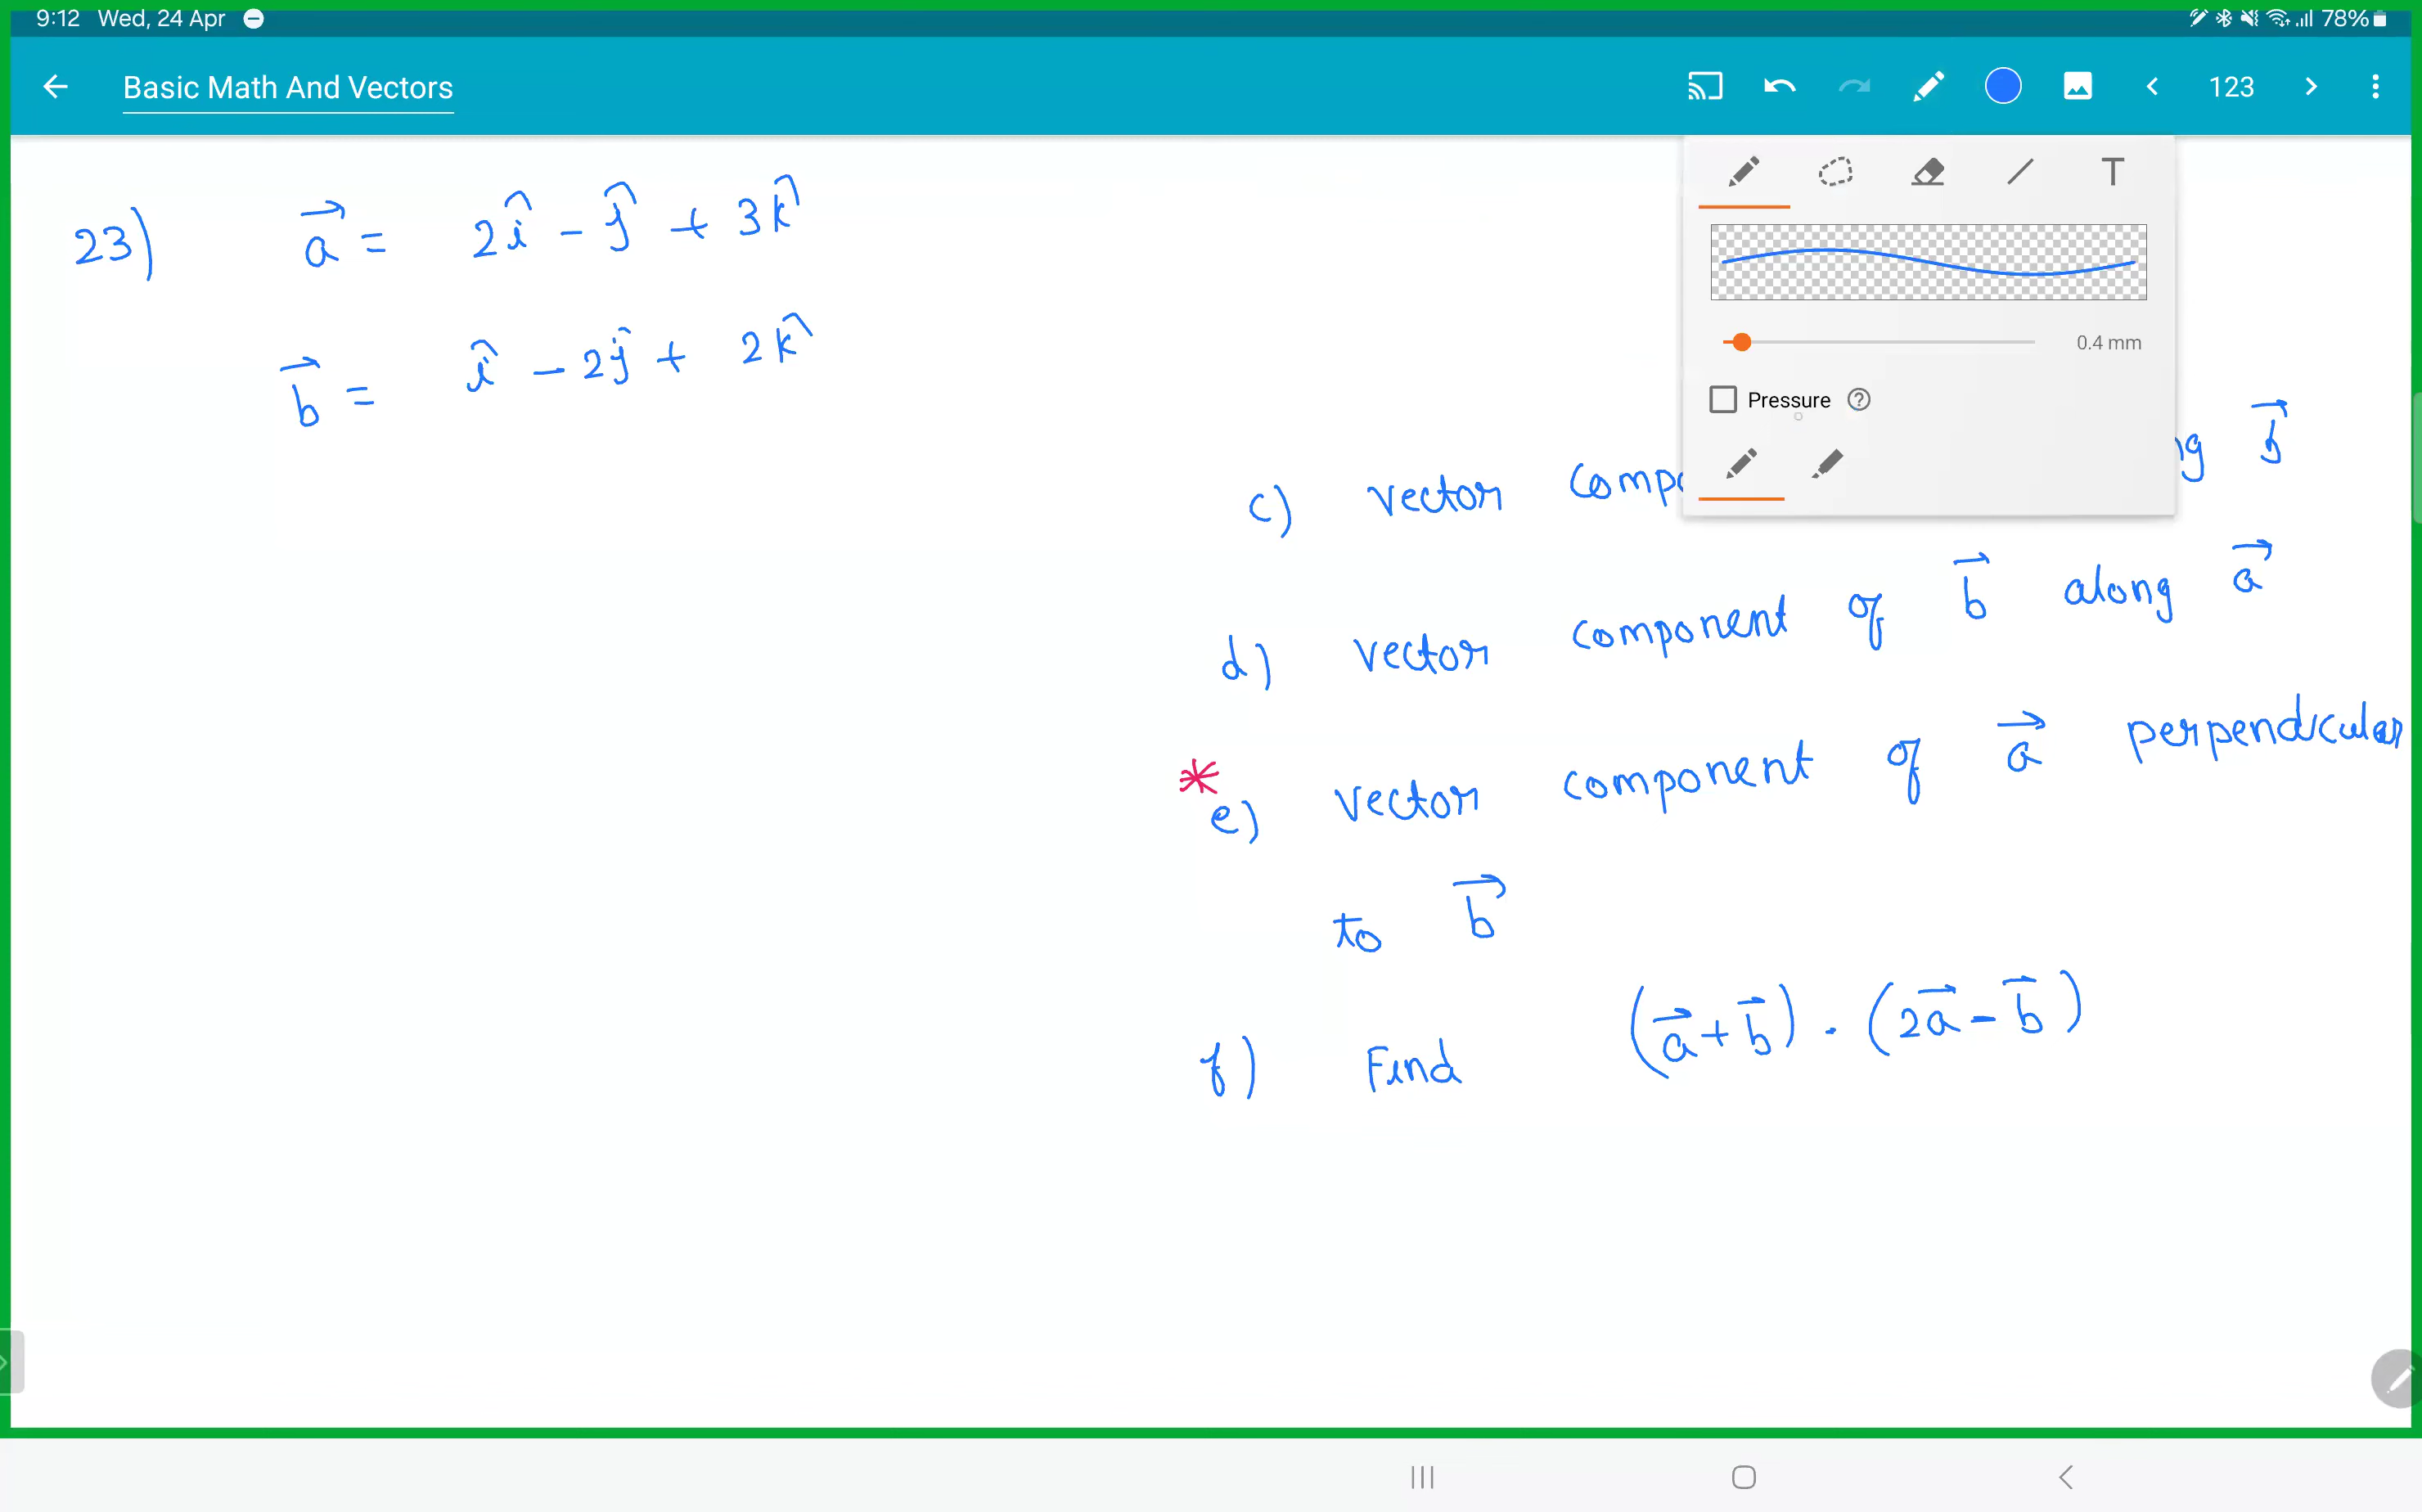 9:12 Wed, 24 Apr
78%
Basic Math And Vectors
123
T
0.4 mm
Pressure ?
23) a⃗ = 2î - ĵ + 3k̂
b⃗ = î - 2ĵ + 2k̂
c) vector b⃗
d) vector component of b⃗ along a⃗
* e) vector component of a⃗ perpendicular
to b⃗
f) Find (a⃗+b⃗) . (2a⃗-b⃗)